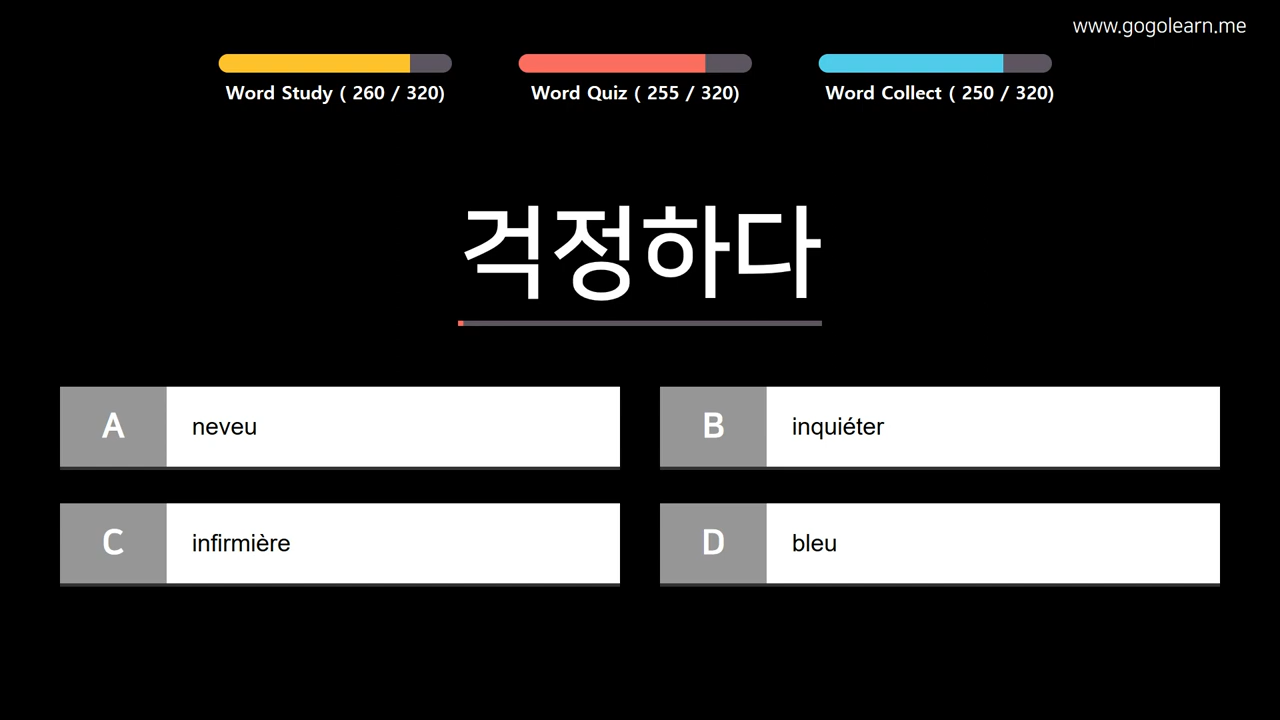 www.gogolearn.me
Word Study ( 260 / 320)
Word Quiz ( 255 / 320)
Word Collect ( 250 / 320)
걱정하다
A neveu
B inquiéter
C infirmière
D bleu